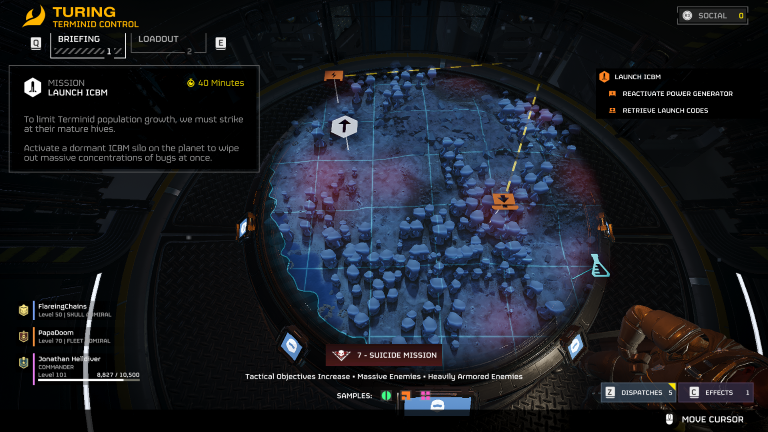 TURING
TERMINID CONTROL
SOCIAL 0
Q BRIEFING 1 LOADOUT 2 E
MISSION
LAUNCH ICBM
40 Minutes
To limit Terminid population growth, we must strike
at their mature hives.
Activate a dormant ICBM silo on the planet to wipe
out massive concentrations of bugs at once.
LAUNCH ICBM
REACTIVATE POWER GENERATOR
RETRIEVE LAUNCH CODES
FlareingChains
Level 50 | SKULL ADMIRAL
PapaDoom
Level 70 | FLEET ADMIRAL
Jonathan Helldiver
COMMANDER
Level 101 8,827 / 10,500
7 - SUICIDE MISSION
Tactical Objectives Increase • Massive Enemies • Heavily Armored Enemies
SAMPLES:
Z DISPATCHES 5
C EFFECTS 1
MOVE CURSOR